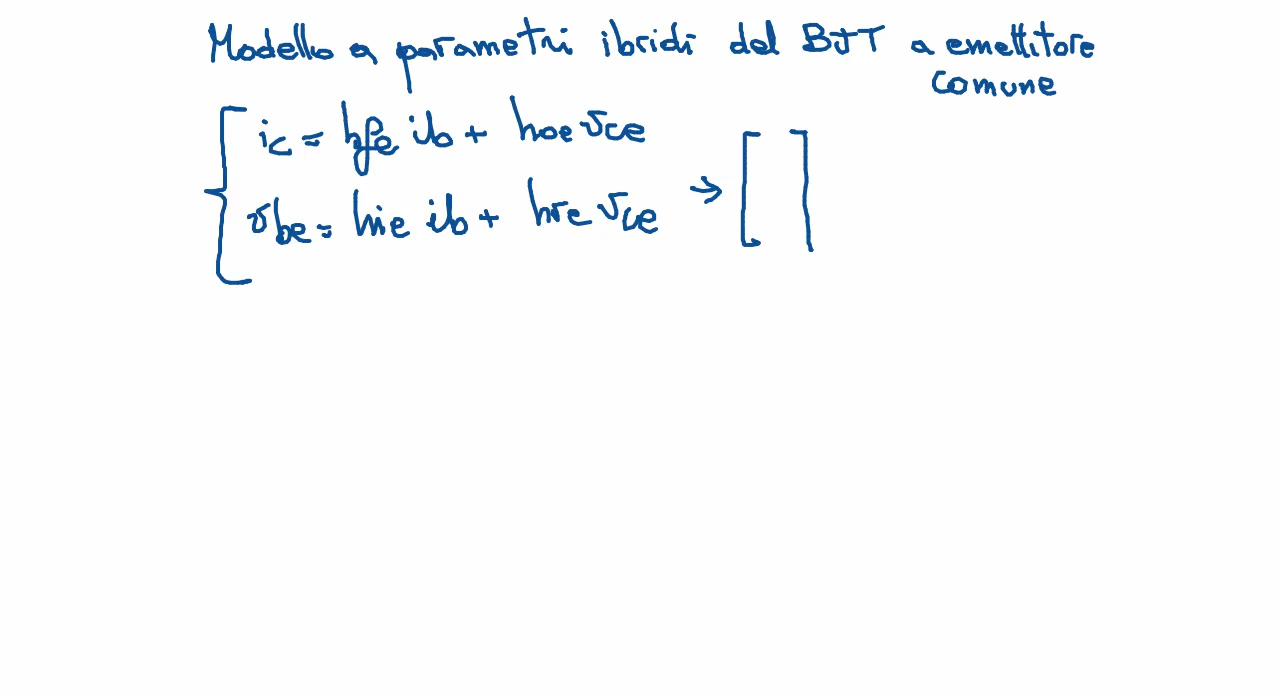 Modello a parametri ibridi del BJT a emettitore
comune
ic = hfe ib + hoe vce
vbe = hie ib + hre vce → [ ]